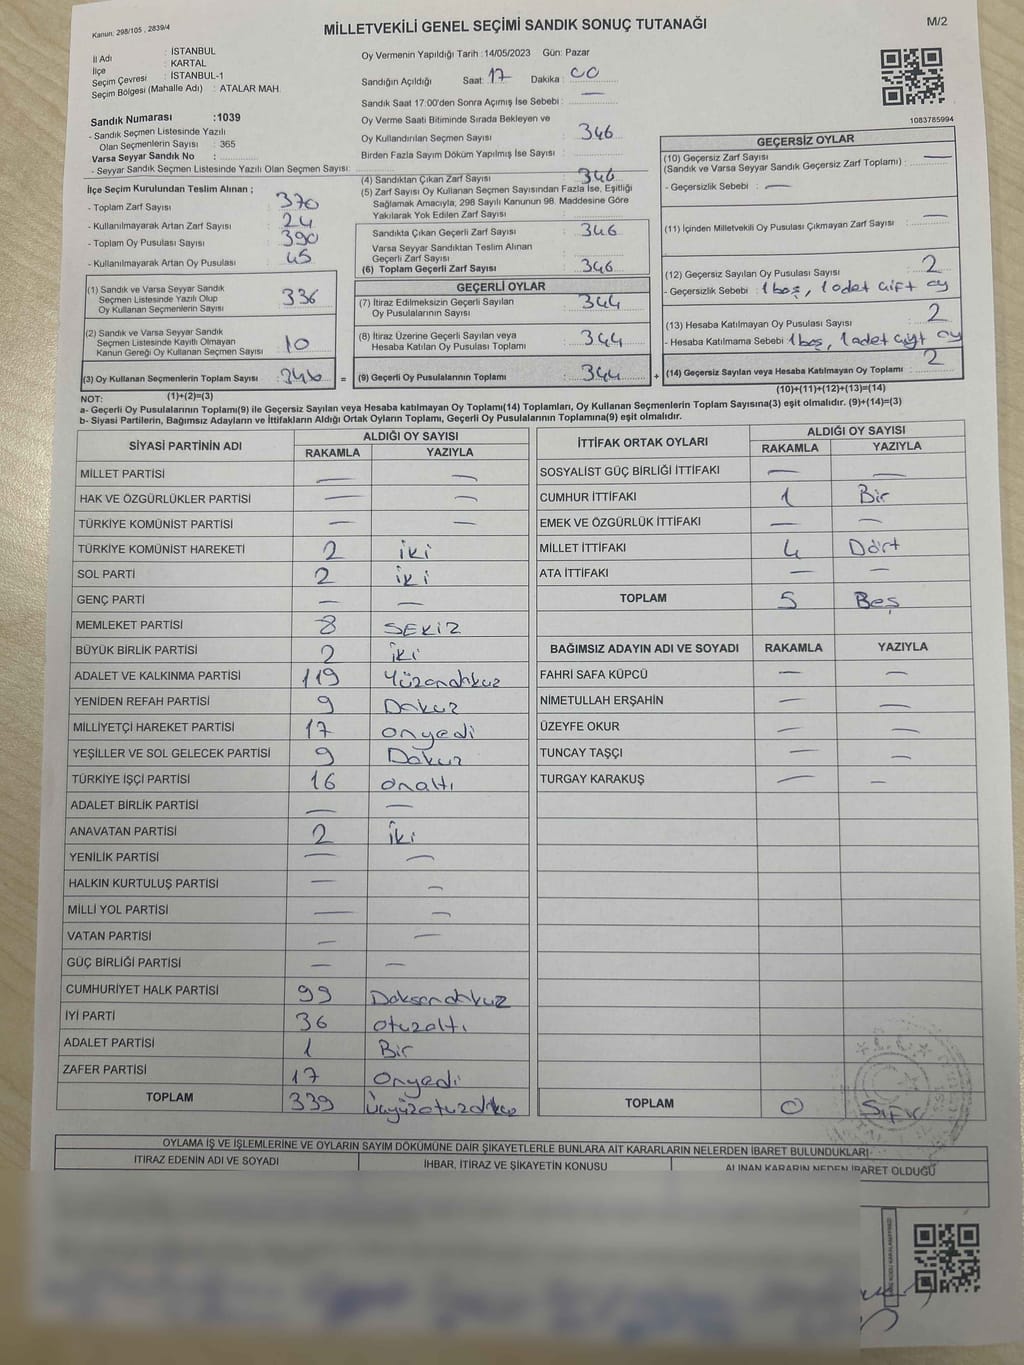 Kanun: 298/105 , 2839/4
MİLLETVEKİLİ GENEL SEÇİMİ SANDIK SONUÇ TUTANAĞI
M/2
İl Adı : İSTANBUL
İlçe : KARTAL
Seçim Çevresi : İSTANBUL-1
Seçim Bölgesi (Mahalle Adı) : ATALAR MAH.
Sandık Numarası :1039
- Sandık Seçmen Listesinde Yazılı
Olan Seçmenlerin Sayısı : 365
Varsa Seyyar Sandık No :
- Seyyar Sandık Seçmen Listesinde Yazılı Olan Seçmen Sayısı:
İlçe Seçim Kurulundan Teslim Alınan ;
- Toplam Zarf Sayısı : 370
- Kullanılmayarak Artan Zarf Sayısı : 24
- Toplam Oy Pusulası Sayısı : 390
- Kullanılmayarak Artan Oy Pusulası : 45
(1) Sandık ve Varsa Seyyar Sandık
Seçmen Listesinde Yazılı Olup
Oy Kullanan Seçmenlerin Sayısı : 336
(2) Sandık ve Varsa Seyyar Sandık
Seçmen Listesinde Kayıtlı Olmayan
Kanun Gereği Oy Kullanan Seçmen Sayısı : 10
(3) Oy Kullanan Seçmenlerin Toplam Sayısı : 346 =
(1)+(2)=(3)
Oy Vermenin Yapıldığı Tarih : 14/05/2023 Gün: Pazar
Sandığın Açıldığı Saat: 17 Dakika : 00
Sandık Saat 17:00'den Sonra Açılmış İse Sebebi : —
Oy Verme Saati Bitiminde Sırada Bekleyen ve
Oy Kullandırılan Seçmen Sayısı : 346
Birden Fazla Sayım Döküm Yapılmış İse Sayısı :
(4) Sandıktan Çıkan Zarf Sayısı : 346
(5) Zarf Sayısı Oy Kullanan Seçmen Sayısından Fazla İse, Eşitliği
Sağlamak Amacıyla, 298 Sayılı Kanunun 98. Maddesine Göre
Yakılarak Yok Edilen Zarf Sayısı :
Sandıkta Çıkan Geçerli Zarf Sayısı : 346
Varsa Seyyar Sandıktan Teslim Alınan
Geçerli Zarf Sayısı :
(6) Toplam Geçerli Zarf Sayısı : 346
GEÇERLİ OYLAR
(7) İtiraz Edilmeksizin Geçerli Sayılan
Oy Pusulalarının Sayısı : 344
(8) İtiraz Üzerine Geçerli Sayılan veya
Hesaba Katılan Oy Pusulası Toplamı : 344
(9) Geçerli Oy Pusulalarının Toplamı : 344 +
1083785994
GEÇERSİZ OYLAR
(10) Geçersiz Zarf Sayısı
(Sandık ve Varsa Seyyar Sandık Geçersiz Zarf Toplamı) : —
- Geçersizlik Sebebi : —
(11) İçinden Milletvekili Oy Pusulası Çıkmayan Zarf Sayısı : —
(12) Geçersiz Sayılan Oy Pusulası Sayısı : 2
- Geçersizlik Sebebi : 1 boş, 1 adet çift oy
(13) Hesaba Katılmayan Oy Pusulası Sayısı : 2
- Hesaba Katılmama Sebebi : 1 boş, 1 adet çift oy
(14) Geçersiz Sayılan veya Hesaba Katılmayan Oy Toplamı : 2
(10)+(11)+(12)+(13)=(14)
NOT:
a- Geçerli Oy Pusulalarının Toplamı(9) ile Geçersiz Sayılan veya Hesaba katılmayan Oy Toplamı(14) Toplamları, Oy Kullanan Seçmenlerin Toplam Sayısına(3) eşit olmalıdır. (9)+(14)=(3)
b- Siyasi Partilerin, Bağımsız Adayların ve İttifakların Aldığı Ortak Oyların Toplamı, Geçerli Oy Pusulalarının Toplamına(9) eşit olmalıdır.
SİYASİ PARTİNİN ADI ALDIĞI OY SAYISI
RAKAMLA YAZIYLA
MİLLET PARTİSİ — —
HAK VE ÖZGÜRLÜKLER PARTİSİ — —
TÜRKİYE KOMÜNİST PARTİSİ — —
TÜRKİYE KOMÜNİST HAREKETİ 2 iki
SOL PARTİ 2 iki
GENÇ PARTİ — —
MEMLEKET PARTİSİ 8 SEKİZ
BÜYÜK BİRLİK PARTİSİ 2 iki
ADALET VE KALKINMA PARTİSİ 119 Yüzondokuz
YENİDEN REFAH PARTİSİ 9 Dokuz
MİLLİYETÇİ HAREKET PARTİSİ 17 onyedi
YEŞİLLER VE SOL GELECEK PARTİSİ 9 Dokuz
TÜRKİYE İŞÇİ PARTİSİ 16 onaltı
ADALET BİRLİK PARTİSİ — —
ANAVATAN PARTİSİ 2 iki
YENİLİK PARTİSİ — —
HALKIN KURTULUŞ PARTİSİ — —
MİLLİ YOL PARTİSİ — —
VATAN PARTİSİ — —
GÜÇ BİRLİĞİ PARTİSİ — —
CUMHURİYET HALK PARTİSİ 99 Doksandokuz
İYİ PARTİ 36 otuzaltı
ADALET PARTİSİ 1 Bir
ZAFER PARTİSİ 17 Onyedi
TOPLAM 339 Üçyüzotuzdokuz
İTTİFAK ORTAK OYLARI ALDIĞI OY SAYISI
RAKAMLA YAZIYLA
SOSYALİST GÜÇ BİRLİĞİ İTTİFAKI — —
CUMHUR İTTİFAKI 1 Bir
EMEK VE ÖZGÜRLÜK İTTİFAKI — —
MİLLET İTTİFAKI 4 Dört
ATA İTTİFAKI — —
TOPLAM 5 Beş
BAĞIMSIZ ADAYIN ADI VE SOYADI RAKAMLA YAZIYLA
FAHRİ SAFA KÜPCÜ — —
NİMETULLAH ERŞAHİN — —
ÜZEYFE OKUR — —
TUNCAY TAŞÇI — —
TURGAY KARAKUŞ — —
TOPLAM 0 Sıfır
OYLAMA İŞ VE İŞLEMLERİNE VE OYLARIN SAYIM DÖKÜMÜNE DAİR ŞİKAYETLERLE BUNLARA AİT KARARLARIN NELERDEN İBARET BULUNDUKLARI
İTİRAZ EDENİN ADI VE SOYADI İHBAR, İTİRAZ VE ŞİKAYETİN KONUSU ALINAN KARARIN NEDEN İBARET OLDUĞU